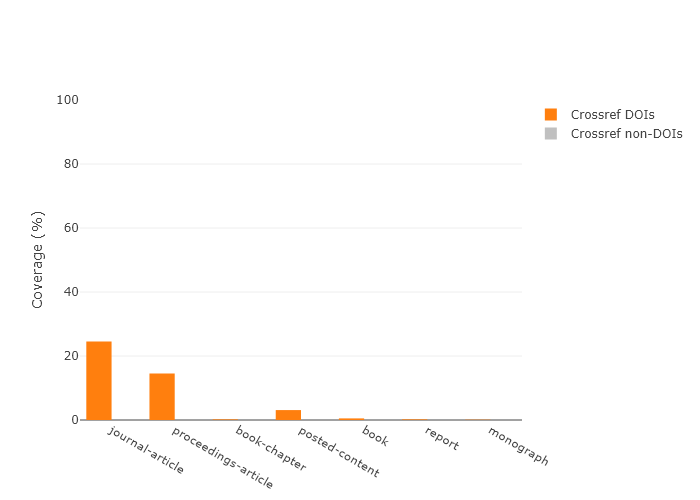 100
80
60
40
20
0
Coverage (%)
journal-article
proceedings-article
book-chapter
posted-content
book
report
monograph
Crossref DOIs
Crossref non-DOIs